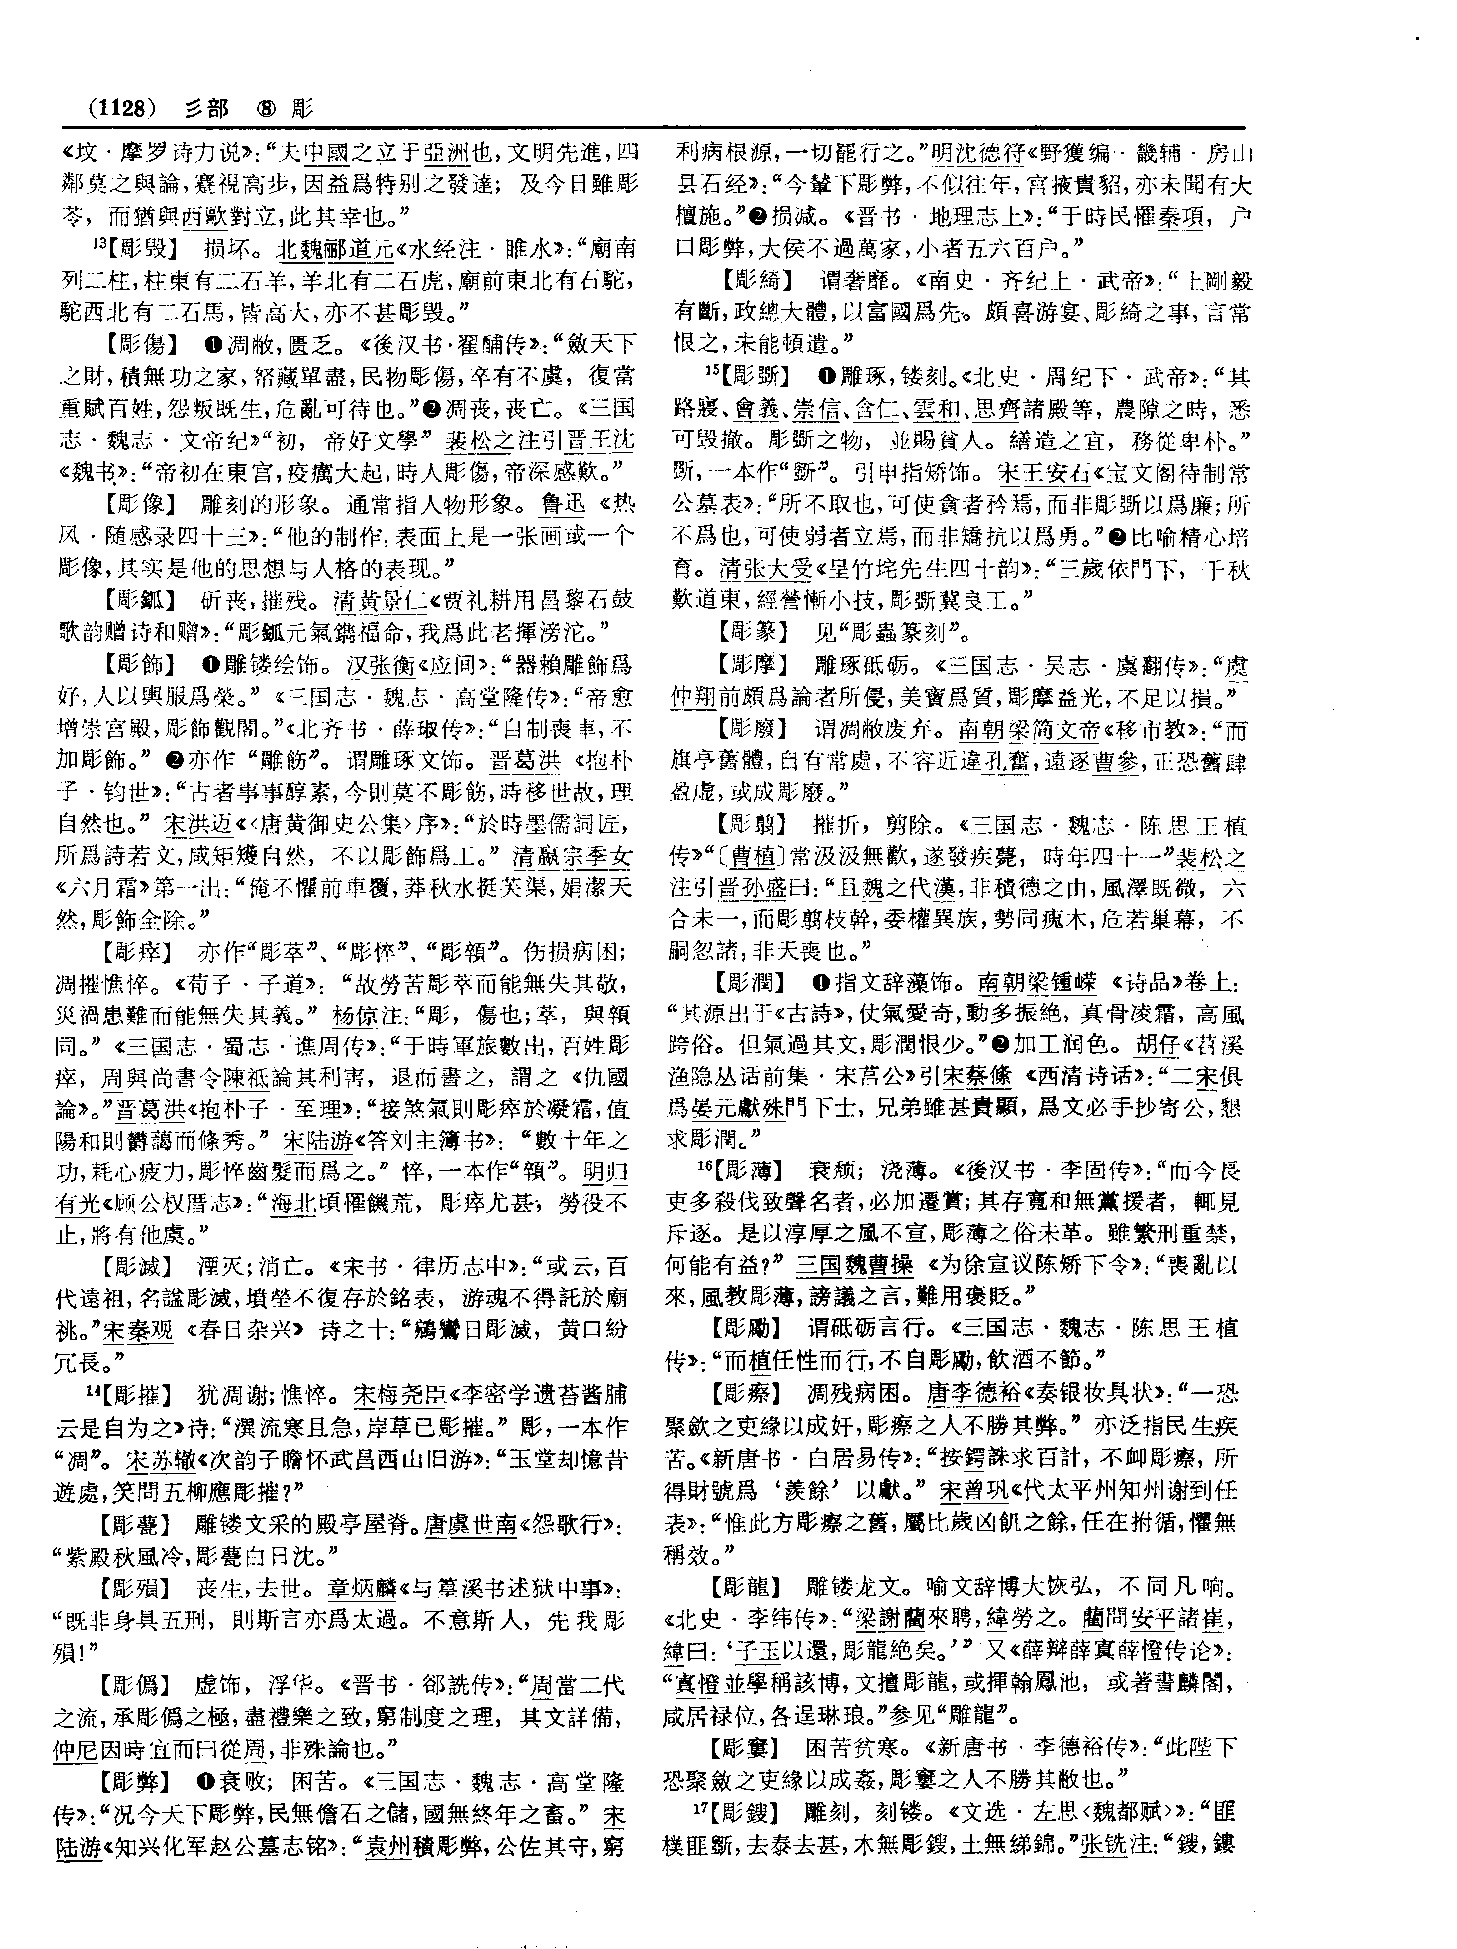 (1128) 彡部 ⑧ 彫
《坟·摩罗诗力说》：“夫中國之立于亞洲也，文明先進，四
鄰莫之與論，蹇視高步，因益爲特别之發達；及今日雖彫
苓，而猶與西歐對立，此其幸也。”
¹³【彫毁】 损坏。北魏郦道元《水经注·睢水》：“廟南
列二柱，柱東有二石羊，羊北有二石虎，廟前東北有石駝，
駝西北有二石馬，皆高大，亦不甚彫毁。”
【彫傷】 ❶凋敝，匮乏。《後汉书·翟酺传》：“斂天下
之財，積無功之家，帑藏單盡，民物彫傷，卒有不虞，復當
重賦百姓，怨叛既生，危亂可待也。”❷凋丧，丧亡。《三国
志·魏志·文帝纪》“初，帝好文學”裴松之注引晋王沈
《魏书》：“帝初在東宫，疫癘大起，時人彫傷，帝深感歎。”
【彫像】 雕刻的形象。通常指人物形象。鲁迅《热
风·随感录四十三》：“他的制作，表面上是一张画或一个
彫像，其实是他的思想与人格的表现。”
【彫鈲】 斫丧，摧残。清黄景仁《贾礼耕用昌黎石鼓
歌韵赠诗和赠》：“彫鈲元氣鐫福命，我爲此老揮滂沱。”
【彫飾】 ❶雕镂绘饰。汉张衡《应间》：“器賴雕飾爲
好，人以輿服爲榮。”《三国志·魏志·高堂隆传》：“帝愈
增崇宫殿，彫飾觀閣。”《北齐书·薛琡传》：“自制喪車，不
加彫飾。”❷亦作“雕飭”。谓雕琢文饰。晋葛洪《抱朴
子·钧世》：“古者事事醇素，今則莫不彫飭，時移世改，理
自然也。”宋洪迈《〈唐黄御史公集〉序》：“於時墨儒詞匠，
所爲詩若文，咸矩矱自然，不以彫飾爲工。”清嬴宗季女
《六月霜》第一出：“俺不懼前車覆，莽秋水挺芙渠，娟潔天
然，彫飾全除。”
【彫瘁】 亦作“彫萃”、“彫悴”、“彫顇”。伤损病困；
凋摧憔悴。《荀子·子道》：“故勞苦彫萃而能無失其敬，
災禍患難而能無失其義。”杨倞注：“彫，傷也；萃，與顇
同。”《三国志·蜀志·谯周传》：“于時軍旅數出，百姓彫
瘁，周與尚書令陳祗論其利害，退而書之，謂之《仇國
論》。”晋葛洪《抱朴子·至理》：“接煞氣則彫瘁於凝霜，值
陽和則鬱藹而條秀。”宋陆游《答刘主簿书》：“數十年之
功，耗心疲力，彫悴齒髮而爲之。”悴，一本作“顇”。明归
有光《顾公权厝志》：“海北頃罹饑荒，彫瘁尤甚，勞役不
止，將有他虞。”
【彫滅】 湮灭；消亡。《宋书·律历志中》：“或云，百
代遠祖，名謚彫滅，墳塋不復存於銘表，游魂不得託於廟
祧。”宋秦观《春日杂兴》诗之十：“鵷鸞日彫滅，黄口紛
冗長。”
¹⁴【彫摧】 犹凋谢；憔悴。宋梅尧臣《李密学遗苔酱脯
云是自为之》诗：“潩流寒且急，岸草已彫摧。”彫，一本作
“凋”。宋苏辙《次韵子瞻怀武昌西山旧游》：“玉堂却憶昔
遊處，笑問五柳應彫摧？”
【彫甍】 雕镂文采的殿亭屋脊。唐虞世南《怨歌行》：
“紫殿秋風冷，彫甍白日沈。”
【彫殞】 丧生，去世。章炳麟《与篁溪书述狱中事》：
“既非身具五刑，則斯言亦爲太過。不意斯人，先我彫
殞！”
【彫僞】 虚饰，浮华。《晋书·郤詵传》：“周當二代
之流，承彫僞之極，盡禮樂之致，窮制度之理，其文詳備，
仲尼因時宜而曰從周，非殊論也。”
【彫弊】 ❶衰败；困苦。《三国志·魏志·高堂隆
传》：“况今天下彫弊，民無儋石之儲，國無終年之畜。”宋
陆游《知兴化军赵公墓志铭》：“袁州積彫弊，公佐其守，窮
利病根源，一切罷行之。”明沈德符《野獲编·畿辅·房山
县石经》：“今輦下彫弊，不似往年，宫掖貴貂，亦未聞有大
檀施。”❷损减。《晋书·地理志上》：“于時民罹秦項，户
口彫弊，大侯不過萬家，小者五六百户。”
【彫綺】 谓奢靡。《南史·齐纪上·武帝》：“上剛毅
有斷，政總大體，以富國爲先。頗喜游宴、彫綺之事，言常
恨之，未能頓遣。”
¹⁵【彫斲】 ❶雕琢，镂刻。《北史·周纪下·武帝》：“其
路寢、會義、崇信、含仁、雲和、思齊諸殿等，農隙之時，悉
可毁撤。彫斲之物，並賜貧人。繕造之宜，務從卑朴。”
斲，一本作“斵”。引申指矫饰。宋王安石《宝文阁待制常
公墓表》：“所不取也，可使貪者矜焉，而非彫斲以爲廉；所
不爲也，可使弱者立焉，而非矯抗以爲勇。”❷比喻精心培
育。清张大受《呈竹垞先生四十韵》：“三歲依門下，千秋
歎道東，經營慚小技，彫斲冀良工。”
【彫篆】 见“彫蟲篆刻”。
【彫摩】 雕琢砥砺。《三国志·吴志·虞翻传》：“虞
仲翔前頗爲論者所侵，美寶爲質，彫摩益光，不足以損。”
【彫廢】 谓凋敝废弃。南朝梁简文帝《移市教》：“而
旗亭舊體，自有常處，不容近違孔奮，遠逐曹參，正恐舊肆
盈虚，或成彫廢。”
【彫翦】 摧折，剪除。《三国志·魏志·陈思王植
传》“〔曹植〕常汲汲無歡，遂發疾薨，時年四十一”裴松之
注引晋孙盛曰：“且魏之代漢，非積德之由，風澤既微，六
合未一，而彫翦枝幹，委權異族，勢同瘣木，危若巢幕，不
嗣忽諸，非天喪也。”
【彫潤】 ❶指文辞藻饰。南朝梁锺嵘《诗品》卷上：
“其源出于《古詩》，仗氣愛奇，動多振絶，真骨凌霜，高風
跨俗。但氣過其文，彫潤恨少。”❷加工润色。胡仔《苕溪
渔隐丛话前集·宋莒公》引宋蔡絛《西清诗话》：“二宋俱
爲晏元獻殊門下士，兄弟雖甚貴顯，爲文必手抄寄公，懇
求彫潤。”
¹⁶【彫薄】 衰颓；浇薄。《後汉书·李固传》：“而今長
吏多殺伐致聲名者，必加遷賞；其存寬和無黨援者，輒見
斥逐。是以淳厚之風不宣，彫薄之俗未革。雖繁刑重禁，
何能有益？”三国魏曹操《为徐宣议陈矫下令》：“喪亂以
來，風教彫薄，謗議之言，難用褒貶。”
【彫勵】 谓砥砺言行。《三国志·魏志·陈思王植
传》：“而植任性而行，不自彫勵，飲酒不節。”
【彫瘵】 凋残病困。唐李德裕《奏银妆具状》：“一恐
聚斂之吏緣以成奸，彫瘵之人不勝其弊。”亦泛指民生疾
苦。《新唐书·白居易传》：“按鍔誅求百計，不卹彫瘵，所
得財號爲‘羨餘’以獻。”宋曾巩《代太平州知州谢到任
表》：“惟此方彫瘵之舊，屬比歲凶飢之餘，任在拊循，懼無
稱效。”
【彫龍】 雕镂龙文。喻文辞博大恢弘，不同凡响。
《北史·李纬传》：“梁謝藺來聘，緯勞之。藺問安平諸崔，
緯曰：‘子玉以還，彫龍絶矣。’”又《薛辩薛寘薛憕传论》：
“寘憕並學稱該博，文擅彫龍，或揮翰鳳池，或著書麟閣，
咸居禄位，各逞琳琅。”参见“雕龍”。
【彫窶】 困苦贫寒。《新唐书·李德裕传》：“此陛下
恐聚斂之吏緣以成姦，彫窶之人不勝其敝也。”
¹⁷【彫鎪】 雕刻，刻镂。《文选·左思〈魏都赋〉》：“匪
樸匪斲，去泰去甚，木無彫鎪，土無綈錦。”张铣注：“鎪，鏤